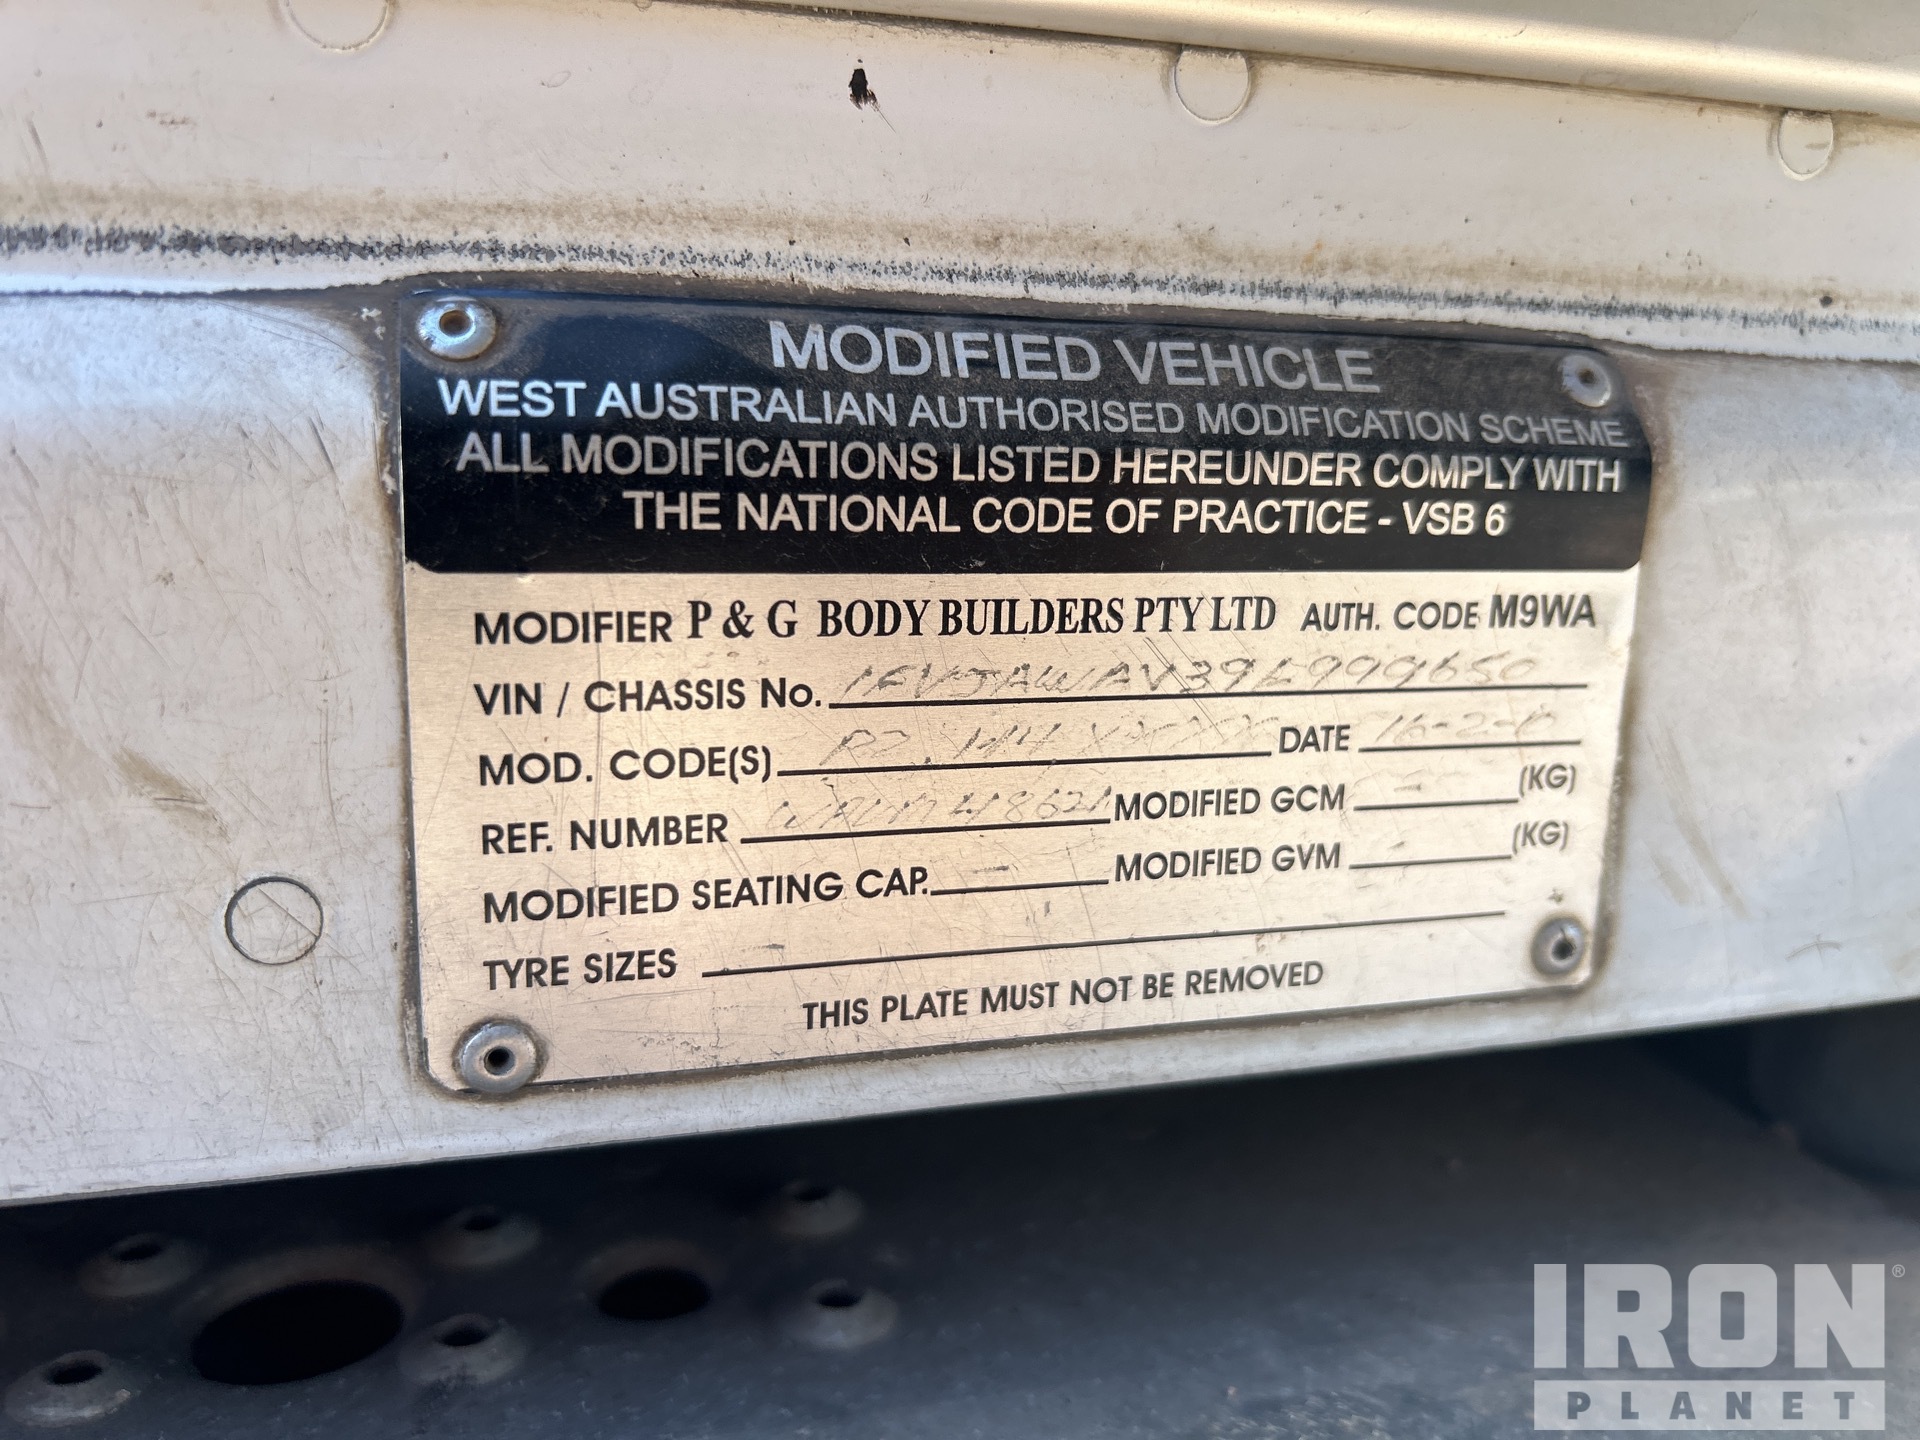 MODIFIED VEHICLE
WEST AUSTRALIAN AUTHORISED MODIFICATION SCHEME
ALL MODIFICATIONS LISTED HEREUNDER COMPLY WITH
THE NATIONAL CODE OF PRACTICE - VSB 6
MODIFIER P & G BODY BUILDERS PTY LTD AUTH. CODE M9WA
VIN / CHASSIS No.
MOD. CODE(S) DATE
REF. NUMBER MODIFIED GCM - (KG)
MODIFIED SEATING CAP. - MODIFIED GVM - (KG)
TYRE SIZES -
THIS PLATE MUST NOT BE REMOVED
IRON®
PLANET